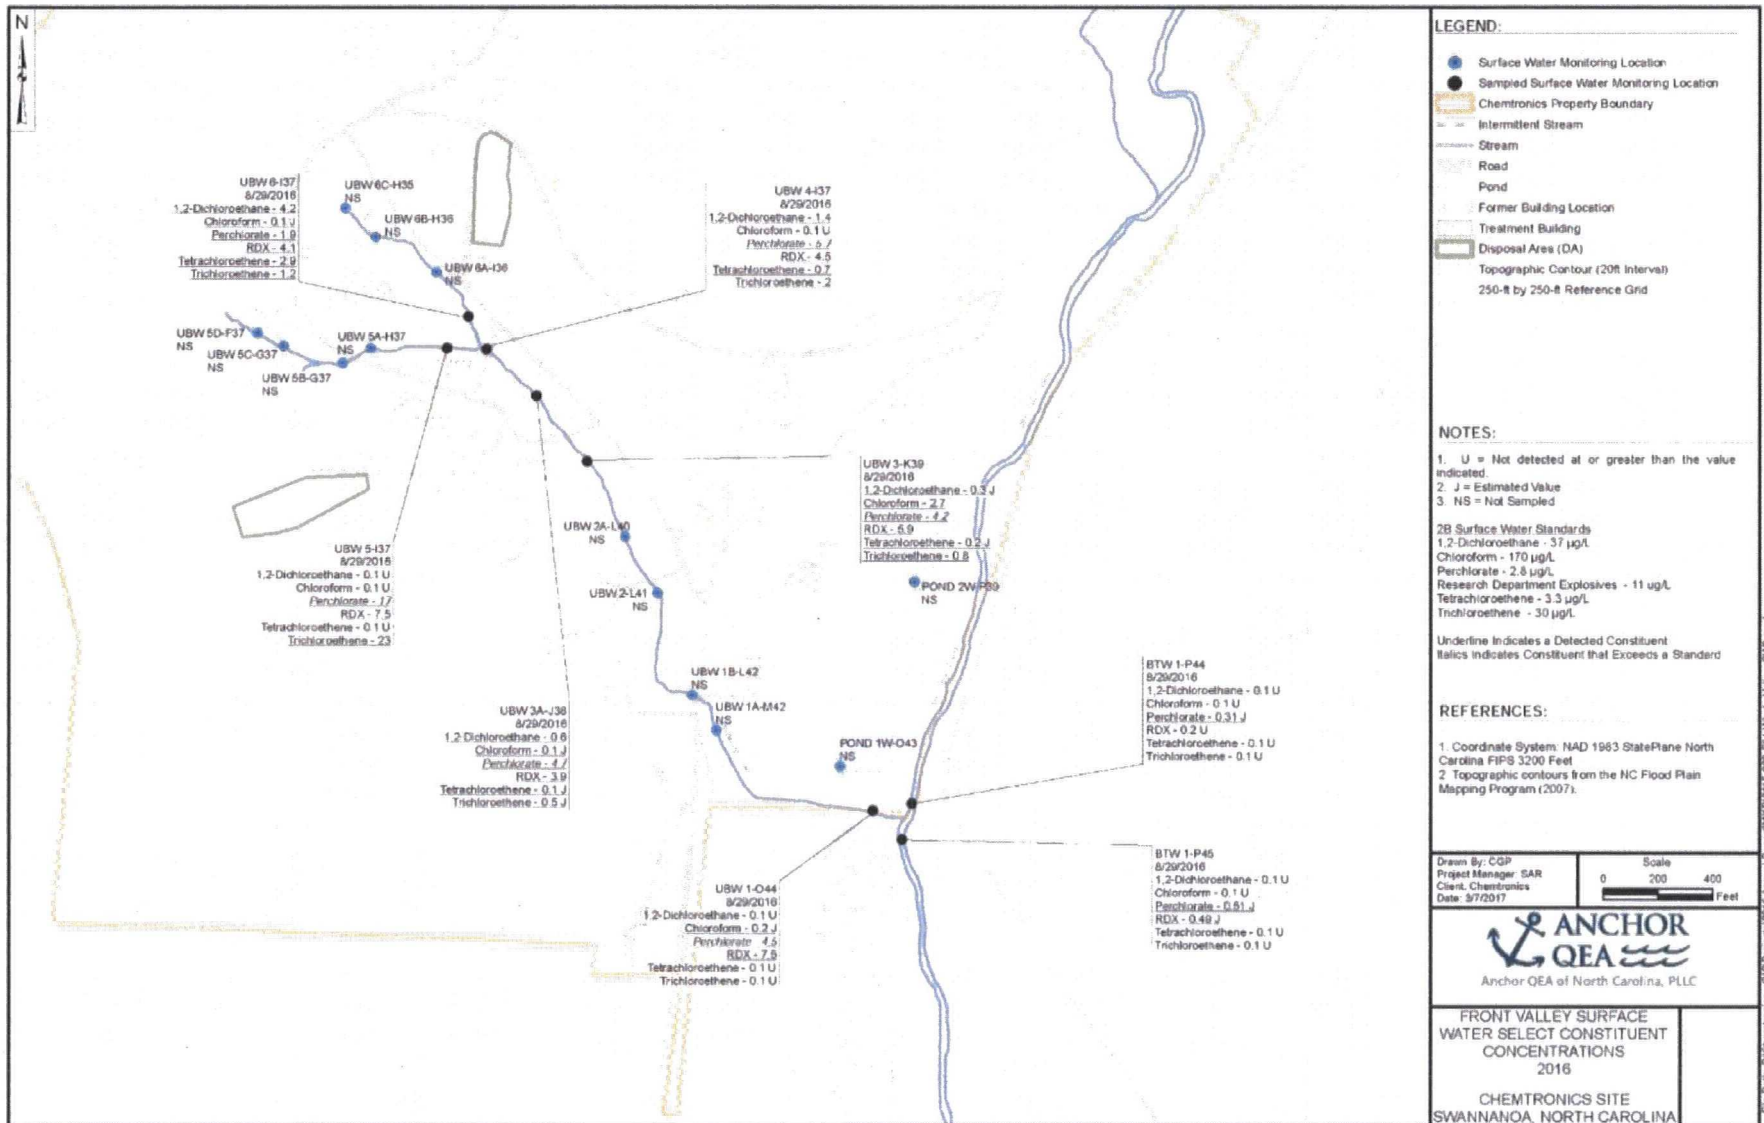 N
UBW 6-I37
8/29/2016
1,2-Dichloroethane - 4.2
Chloroform - 0.1 J
Perchlorate - 1.9
RDX - 4.1
Tetrachloroethene - 2.9
Trichloroethene - 1.2
UBW 6C-H35
NS
UBW 6B-H36
NS
UBW 6A-I36
NS
UBW 4-I37
8/29/2016
1,2-Dichloroethane - 1.4
Chloroform - 0.1 U
Perchlorate - 5.7
RDX - 4.5
Tetrachloroethene - 0.7
Trichloroethene - 2
UBW 5D-F37
NS
UBW 5C-G37
NS
UBW 5B-G37
NS
UBW 5A-H37
NS
UBW 5-I37
8/29/2016
1,2-Dichloroethane - 0.1 U
Chloroform - 0.1 U
Perchlorate - 17
RDX - 7.5
Tetrachloroethene - 0.1 U
Trichloroethene - 23
UBW 3-K39
8/29/2016
1,2-Dichloroethane - 0.3 J
Chloroform - 2.7
Perchlorate - 4.2
RDX - 5.9
Tetrachloroethene - 0.2 J
Trichloroethene - 0.8
UBW 2A-L40
NS
UBW 2-L41
NS
POND 2W-P39
NS
UBW 1B-L42
NS
UBW 1A-M42
NS
UBW 3A-J38
8/29/2016
1,2-Dichloroethane - 0.6
Chloroform - 0.1 J
Perchlorate - 4.7
RDX - 3.9
Tetrachloroethene - 0.1 J
Trichloroethene - 0.5 J
POND 1W-O43
NS
BTW 1-P44
8/29/2016
1,2-Dichloroethane - 0.1 U
Chloroform - 0.1 U
Perchlorate - 0.31 J
RDX - 0.2 U
Tetrachloroethene - 0.1 U
Trichloroethene - 0.1 U
UBW 1-O44
8/29/2016
1,2-Dichloroethane - 0.1 U
Chloroform - 0.2 J
Perchlorate 4.5
RDX - 7.5
Tetrachloroethene - 0.1 U
Trichloroethene - 0.1 U
BTW 1-P45
8/29/2016
1,2-Dichloroethane - 0.1 U
Chloroform - 0.1 U
Perchlorate - 0.51 J
RDX - 0.49 J
Tetrachloroethene - 0.1 U
Trichloroethene - 0.1 U
LEGEND:
Surface Water Monitoring Location
Sampled Surface Water Monitoring Location
Chemtronics Property Boundary
Intermittent Stream
Stream
Road
Pond
Former Building Location
Treatment Building
Disposal Area (DA)
Topographic Contour (20ft Interval)
250-ft by 250-ft Reference Grid
NOTES:
1. U = Not detected at or greater than the value
indicated.
2. J = Estimated Value
3. NS = Not Sampled
2B Surface Water Standards
1,2-Dichloroethane - 37 µg/L
Chloroform - 170 µg/L
Perchlorate - 2.8 µg/L
Research Department Explosives - 11 ug/L
Tetrachloroethene - 3.3 µg/L
Trichloroethene - 30 µg/L
Underline Indicates a Detected Constituent
Italics Indicates Constituent that Exceeds a Standard
REFERENCES:
1. Coordinate System: NAD 1983 StatePlane North
Carolina FIPS 3200 Feet
2 Topographic contours from the NC Flood Plain
Mapping Program (2007).
Drawn By: CGP
Project Manager: SAR
Client: Chemtronics
Date: 3/7/2017
Scale
0 200 400
Feet
ANCHOR
QEA
Anchor QEA of North Carolina, PLLC
FRONT VALLEY SURFACE
WATER SELECT CONSTITUENT
CONCENTRATIONS
2016
CHEMTRONICS SITE
SWANNANOA, NORTH CAROLINA